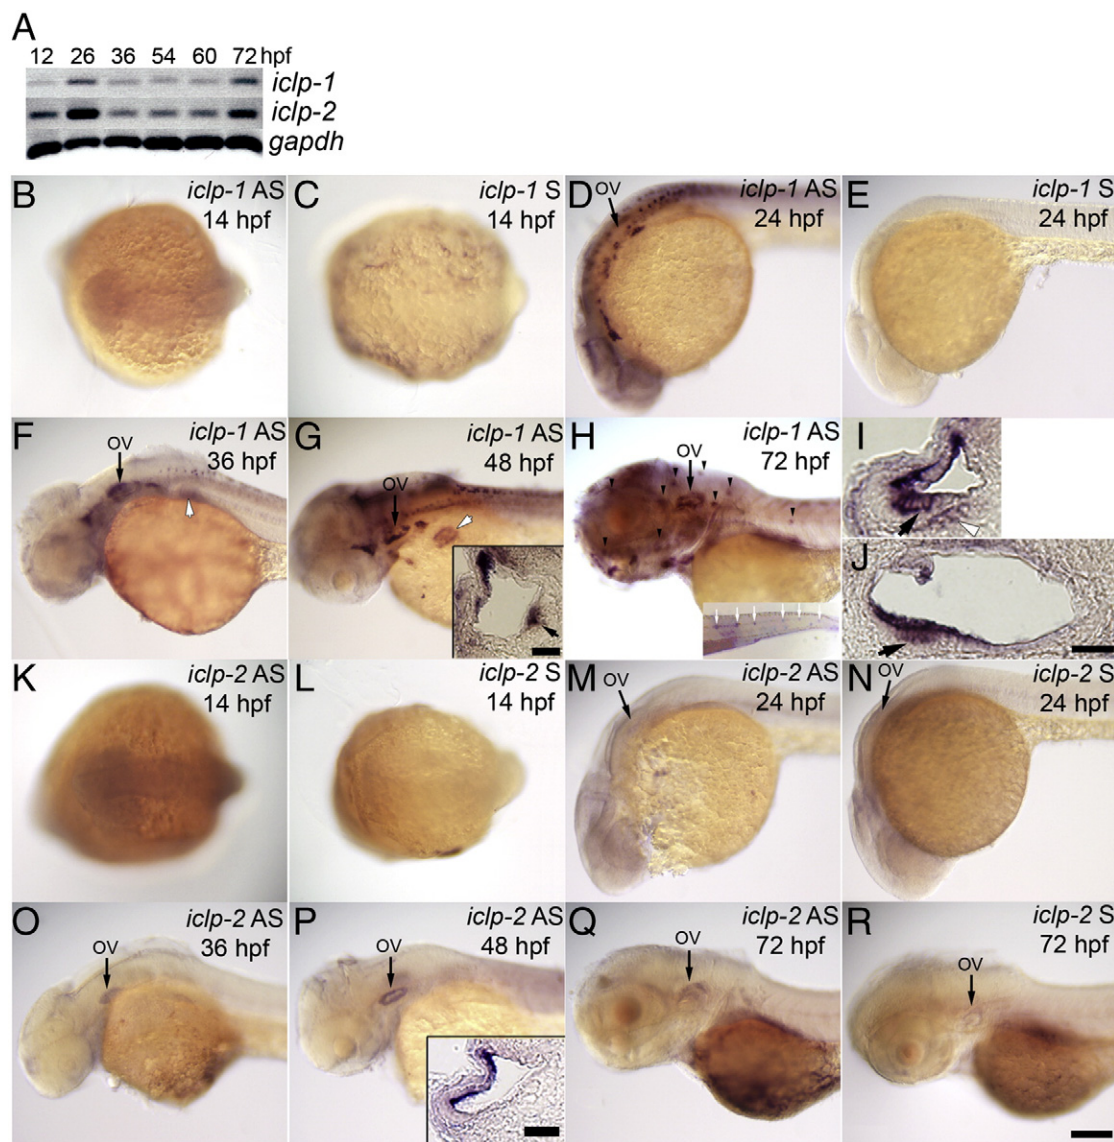 A
12 26 36 54 60 72 hpf
iclp-1
iclp-2
gapdh
B iclp-1 AS
14 hpf
C iclp-1 S
14 hpf
D OV iclp-1 AS
24 hpf
E iclp-1 S
24 hpf
F OV iclp-1 AS
36 hpf
G OV iclp-1 AS
48 hpf
H OV iclp-1 AS
72 hpf
I
J
K iclp-2 AS
14 hpf
L iclp-2 S
14 hpf
M OV iclp-2 AS
24 hpf
N OV iclp-2 S
24 hpf
O OV iclp-2 AS
36 hpf
P OV iclp-2 AS
48 hpf
Q OV iclp-2 AS
72 hpf
R OV iclp-2 S
72 hpf